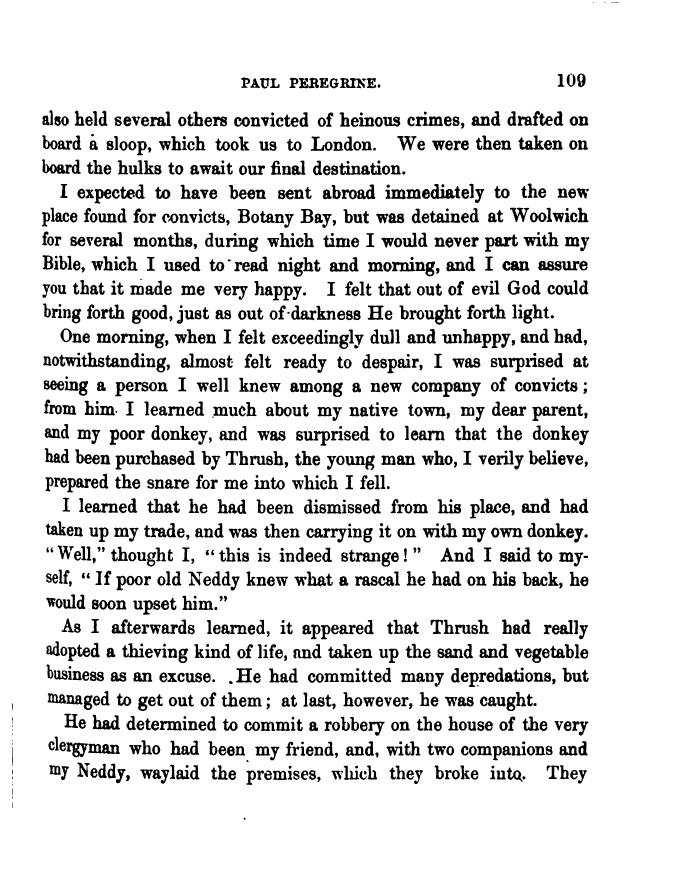 PAUL PEREGRINE. 109
also held several others convicted of heinous crimes, and drafted on
board a sloop, which took us to London. We were then taken on
board the hulks to await our final destination.
I expected to have been sent abroad immediately to the new
place found for convicts, Botany Bay, but was detained at Woolwich
for several months, during which time I would never part with my
Bible, which I used to read night and morning, and I can assure
you that it made me very happy. I felt that out of evil God could
bring forth good, just as out of darkness He brought forth light.
One morning, when I felt exceedingly dull and unhappy, and had,
notwithstanding, almost felt ready to despair, I was surprised at
seeing a person I well knew among a new company of convicts;
from him I learned much about my native town, my dear parent,
and my poor donkey, and was surprised to learn that the donkey
had been purchased by Thrush, the young man who, I verily believe,
prepared the snare for me into which I fell.
I learned that he had been dismissed from his place, and had
taken up my trade, and was then carrying it on with my own donkey.
"Well," thought I, "this is indeed strange!" And I said to my-
self, "If poor old Neddy knew what a rascal he had on his back, he
would soon upset him."
As I afterwards learned, it appeared that Thrush had really
adopted a thieving kind of life, and taken up the sand and vegetable
business as an excuse. He had committed many depredations, but
managed to get out of them; at last, however, he was caught.
He had determined to commit a robbery on the house of the very
clergyman who had been my friend, and, with two companions and
my Neddy, waylaid the premises, which they broke into. They